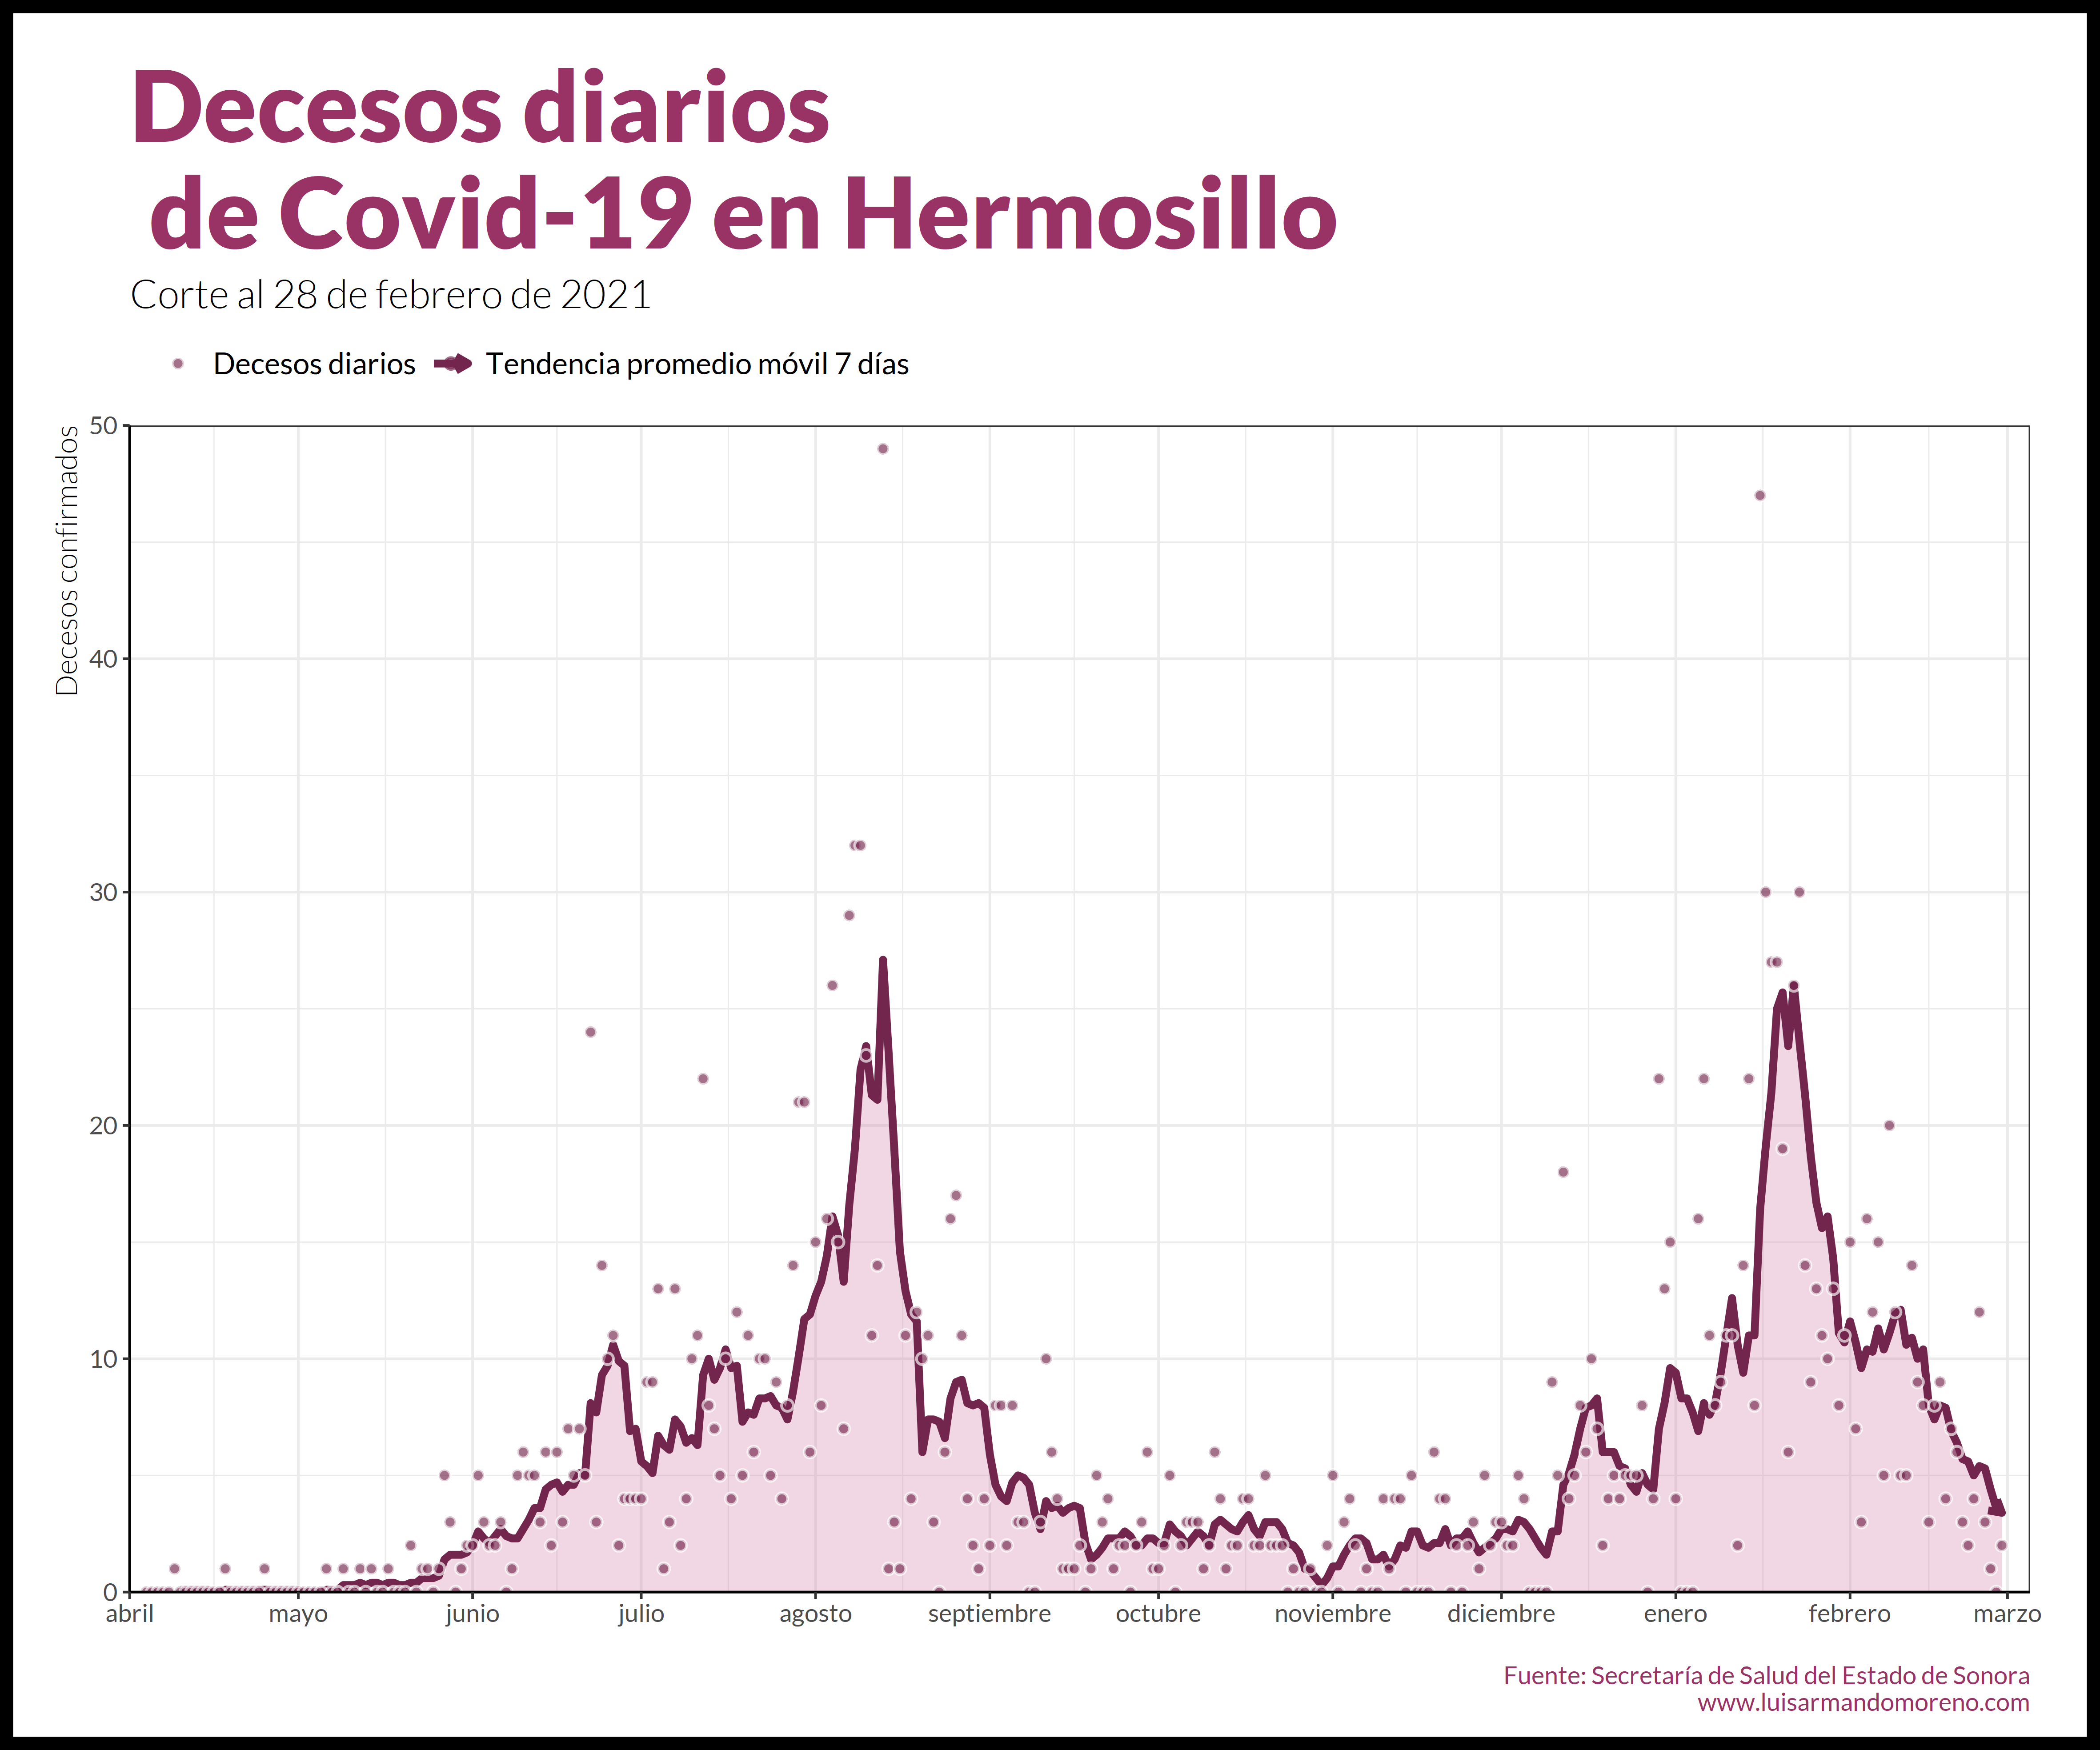 Decesos diarios
de Covid-19 en Hermosillo
Corte al 28 de febrero de 2021
Decesos diarios Tendencia promedio móvil 7 días
Decesos confirmados
50
40
30
20
10
0
abril mayo junio julio agosto septiembre octubre noviembre diciembre enero febrero marzo
Fuente: Secretaría de Salud del Estado de Sonora
www.luisarmandomoreno.com